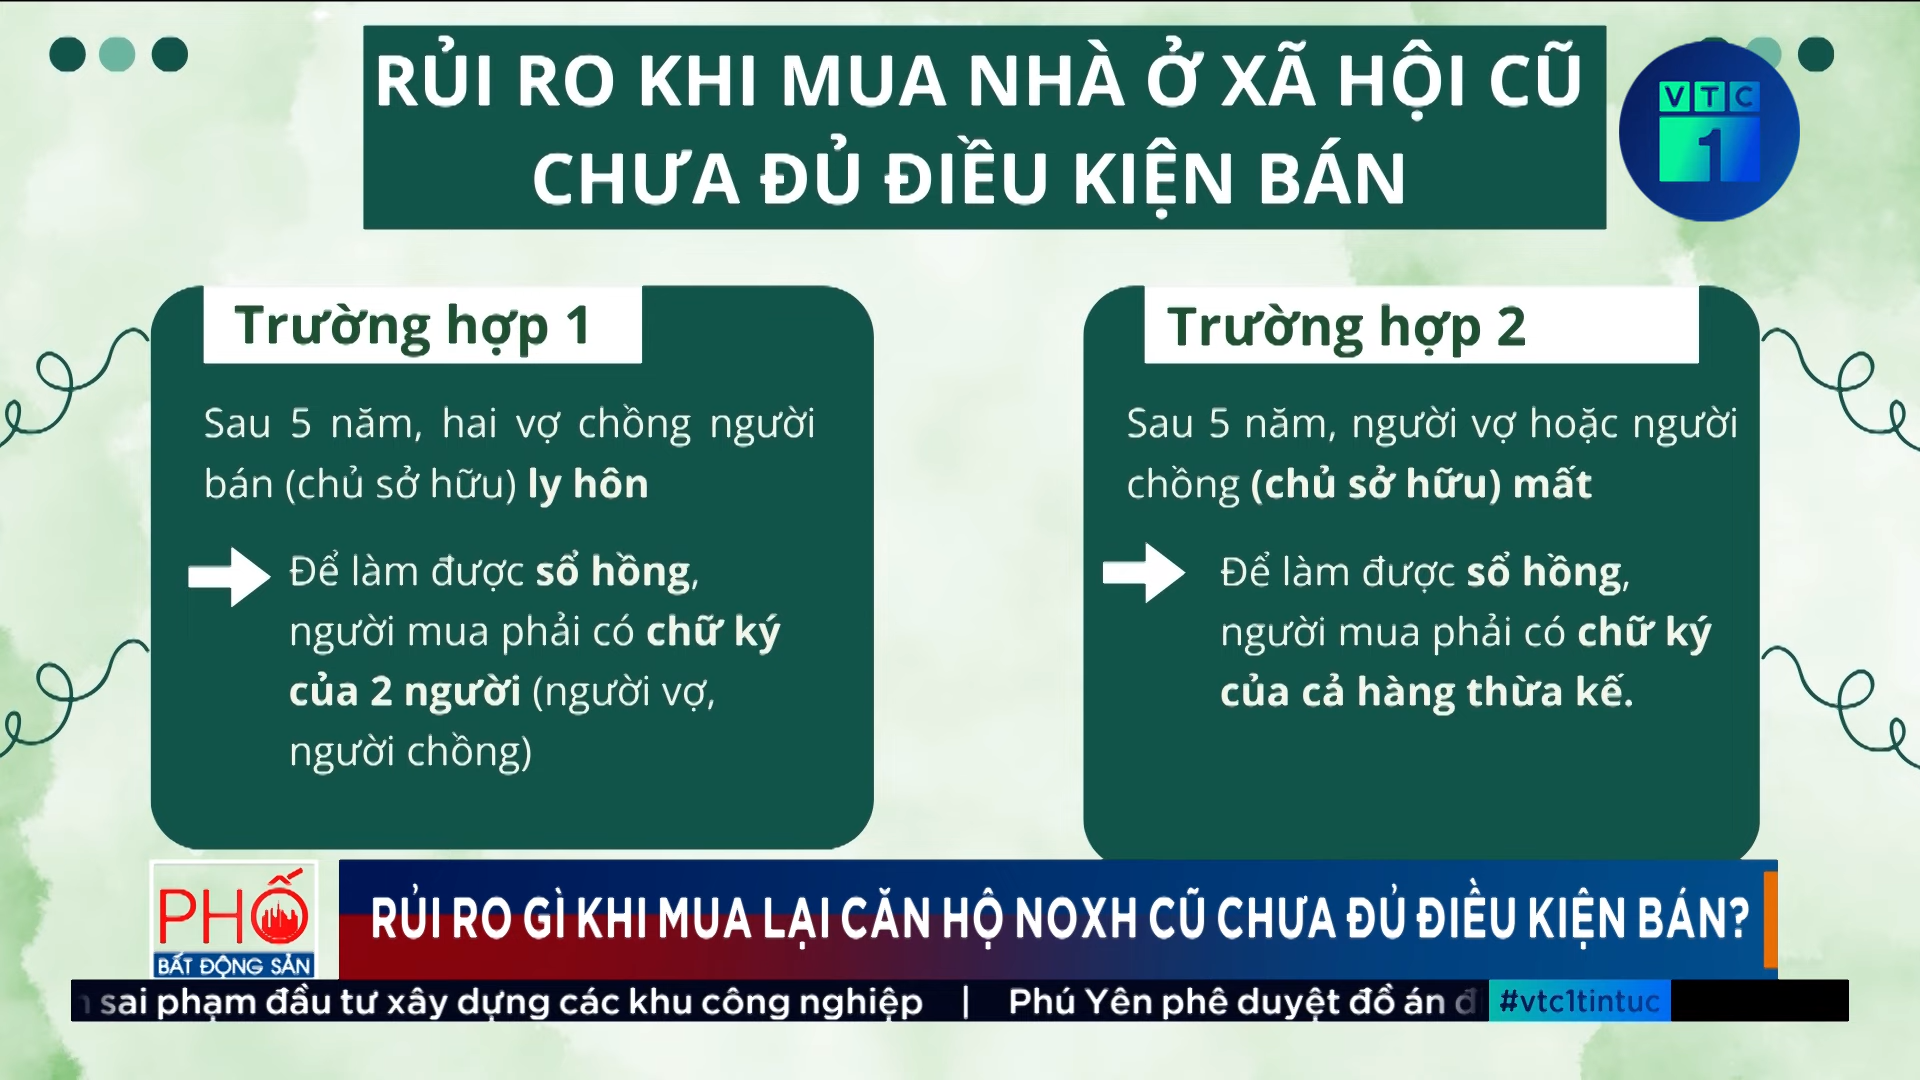 RỦI RO KHI MUA NHÀ Ở XÃ HỘI CŨ
CHƯA ĐỦ ĐIỀU KIỆN BÁN
VTC
1
Trường hợp 1
Sau 5 năm, hai vợ chồng người
bán (chủ sở hữu) ly hôn
Để làm được sổ hồng,
người mua phải có chữ ký
của 2 người (người vợ,
người chồng)
Trường hợp 2
Sau 5 năm, người vợ hoặc người
chồng (chủ sở hữu) mất
Để làm được sổ hồng,
người mua phải có chữ ký
của cả hàng thừa kế.
PHỐ
BẤT ĐỘNG SẢN
RỦI RO GÌ KHI MUA LẠI CĂN HỘ NOXH CŨ CHƯA ĐỦ ĐIỀU KIỆN BÁN?
sai phạm đầu tư xây dựng các khu công nghiệp | Phú Yên phê duyệt đồ án
#vtc1tintuc